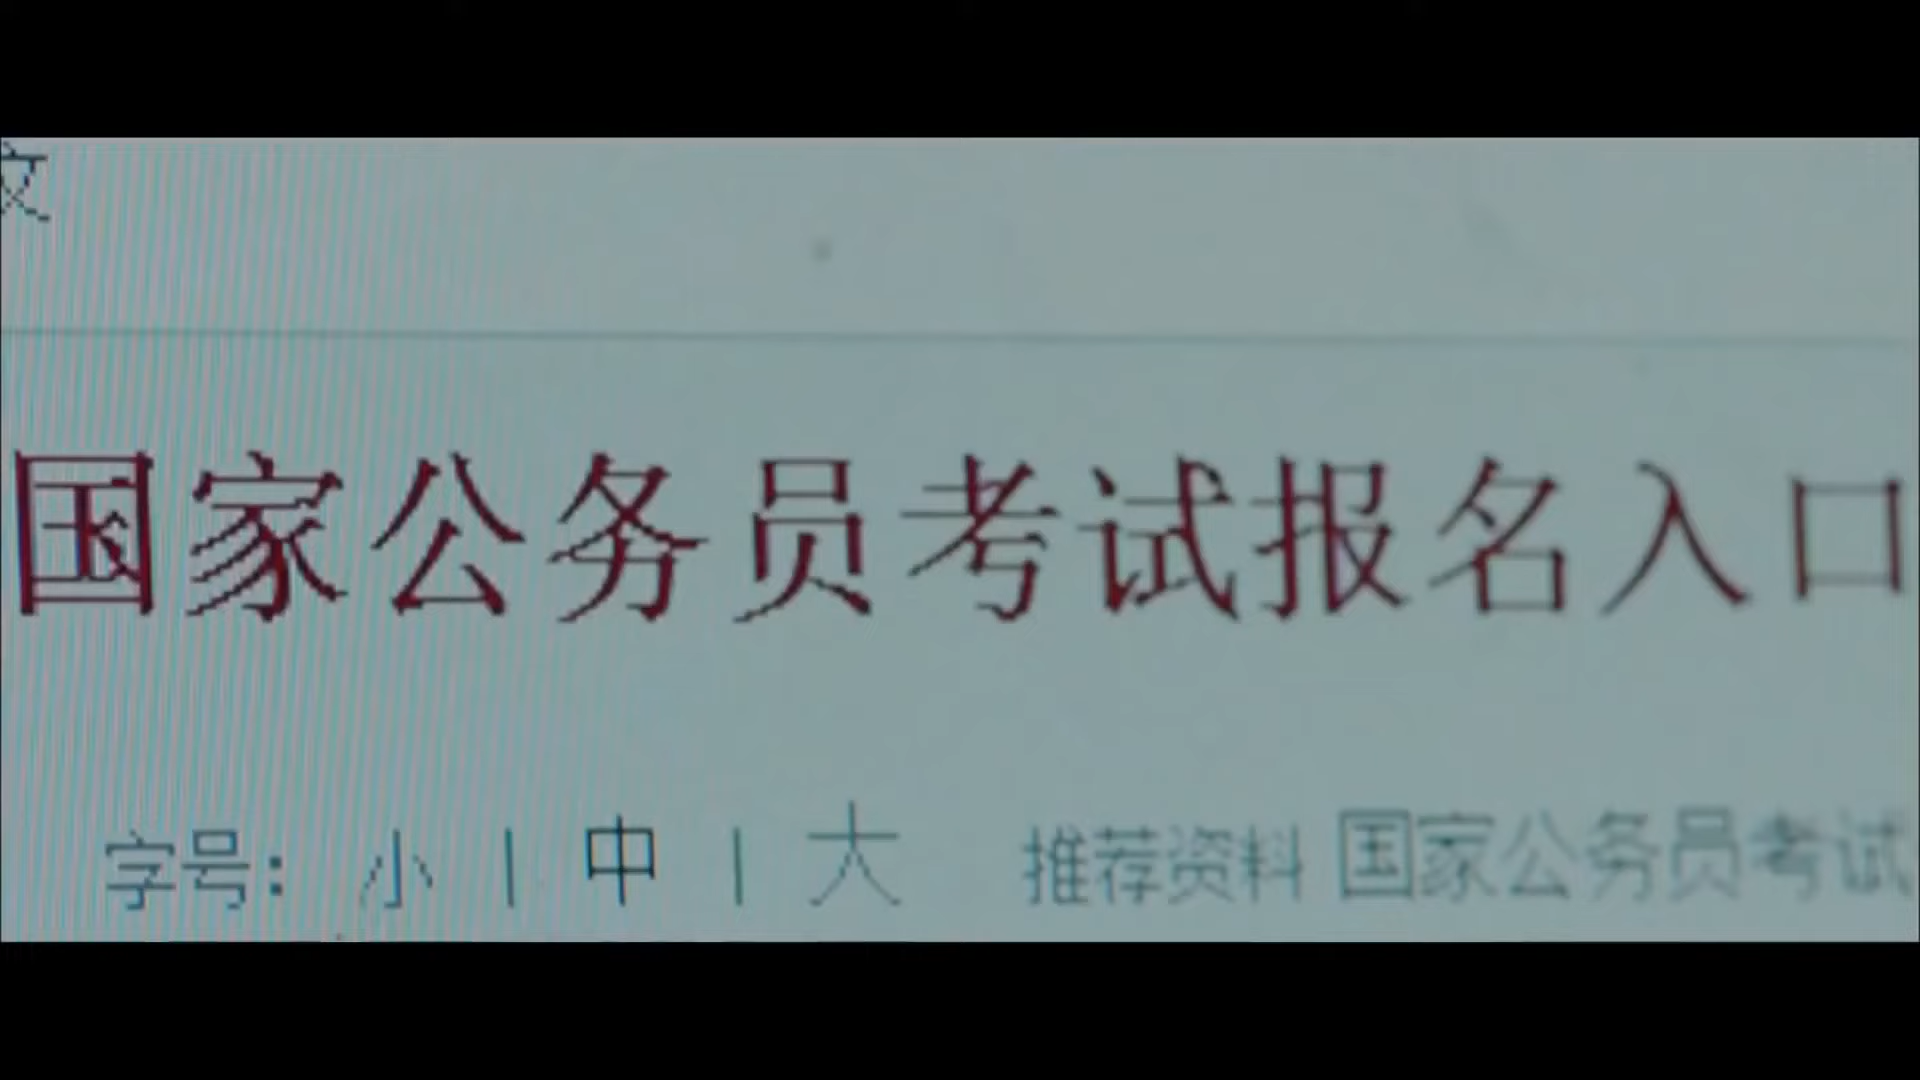 文
国家公务员考试报名入口
字号： 小 | 中 | 大 推荐资料 国家公务员考试